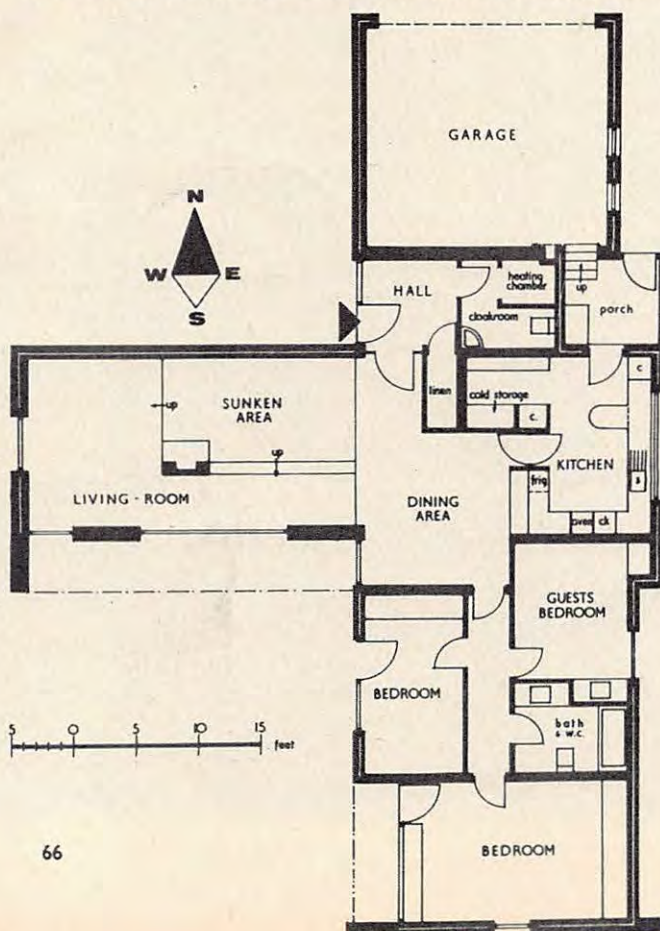 GARAGE
N
W E
S
HALL
heating
chamber
up
porch
cloakroom
linen
cold storage
c
c.
up
SUNKEN
AREA
up
KITCHEN
LIVING-ROOM
DINING
AREA
frig
s
oven ck
GUESTS
BEDROOM
BEDROOM
bath
& W.C.
5 0 5 10 15
feet
66
BEDROOM